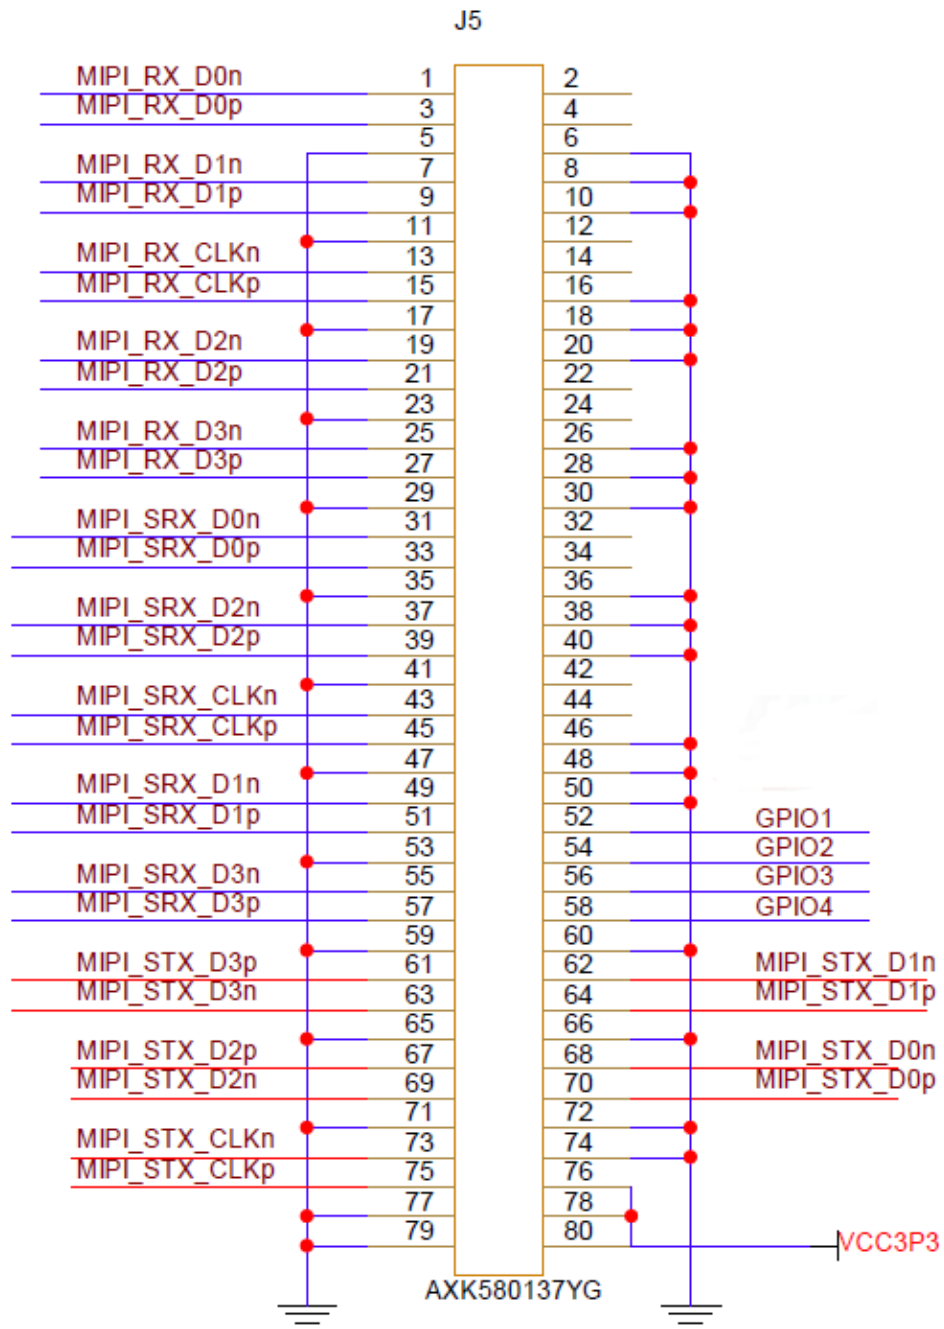 J5
MIPI_RX_D0n 1 2
MIPI_RX_D0p 3 4
5 6
MIPI_RX_D1n 7 8
MIPI_RX_D1p 9 10
11 12
MIPI_RX_CLKn 13 14
MIPI_RX_CLKp 15 16
17 18
MIPI_RX_D2n 19 20
MIPI_RX_D2p 21 22
23 24
MIPI_RX_D3n 25 26
MIPI_RX_D3p 27 28
29 30
MIPI_SRX_D0n 31 32
MIPI_SRX_D0p 33 34
35 36
MIPI_SRX_D2n 37 38
MIPI_SRX_D2p 39 40
41 42
MIPI_SRX_CLKn 43 44
MIPI_SRX_CLKp 45 46
47 48
MIPI_SRX_D1n 49 50
MIPI_SRX_D1p 51 52 GPIO1
53 54 GPIO2
MIPI_SRX_D3n 55 56 GPIO3
MIPI_SRX_D3p 57 58 GPIO4
59 60
MIPI_STX_D3p 61 62 MIPI_STX_D1n
MIPI_STX_D3n 63 64 MIPI_STX_D1p
65 66
MIPI_STX_D2p 67 68 MIPI_STX_D0n
MIPI_STX_D2n 69 70 MIPI_STX_D0p
71 72
MIPI_STX_CLKn 73 74
MIPI_STX_CLKp 75 76
77 78
79 80 VCC3P3
AXK580137YG